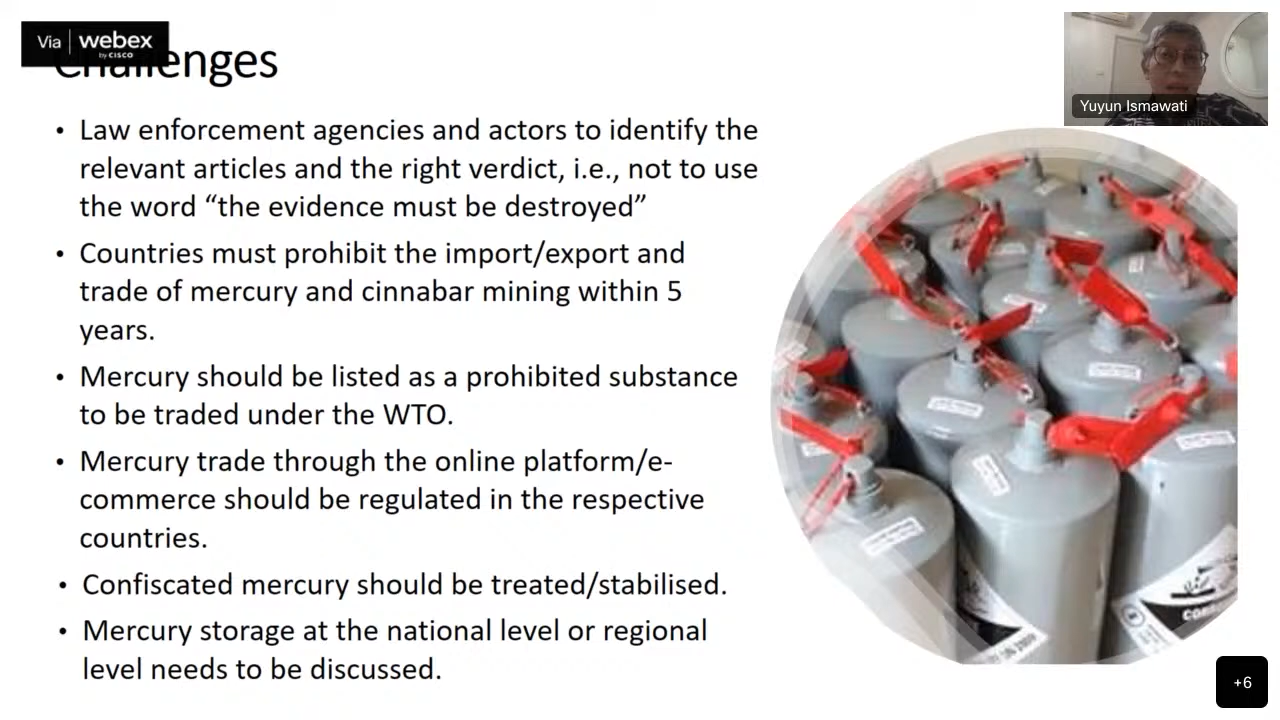 Via webex
by CISCO
Challenges
Yuyun Ismawati
• Law enforcement agencies and actors to identify the
relevant articles and the right verdict, i.e., not to use
the word “the evidence must be destroyed”
• Countries must prohibit the import/export and
trade of mercury and cinnabar mining within 5
years.
• Mercury should be listed as a prohibited substance
to be traded under the WTO.
• Mercury trade through the online platform/e-
commerce should be regulated in the respective
countries.
• Confiscated mercury should be treated/stabilised.
• Mercury storage at the national level or regional
level needs to be discussed.
+6